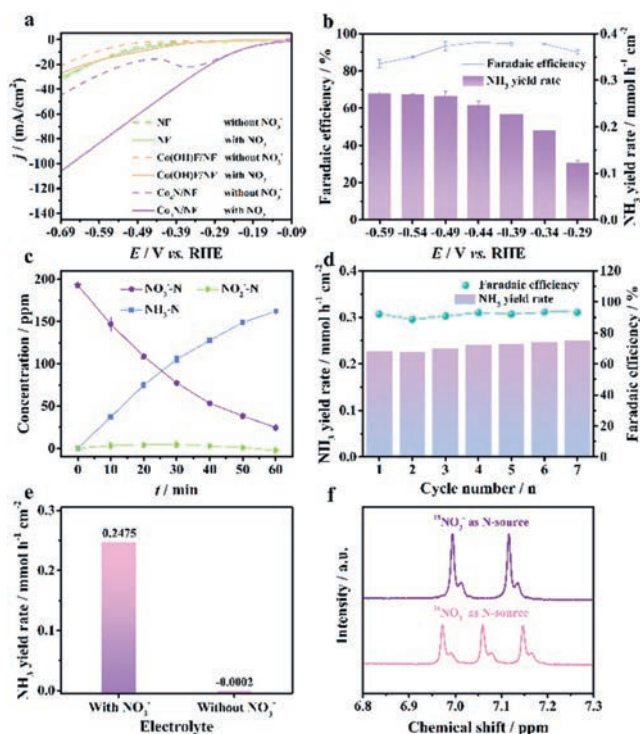 a
j / (mA/cm²)
0
-20
-40
-60
-80
-100
-120
-140
NF without NO₃⁻
NF with NO₃⁻
Co(OH)F/NF without NO₃⁻
Co(OH)F/NF with NO₃⁻
without NO₃⁻
with NO₃⁻
-0.69 -0.59 -0.49 -0.39 -0.29 -0.19 -0.09
E / V vs. RHE
b
Faradaic efficiency / %
100
80
60
40
20
0
Faradaic efficiency
NH₃ yield rate
-0.59 -0.54 -0.49 -0.44 -0.39 -0.34 -0.29
E / V vs. RHE
0.4
0.3
0.2
0.1
0.0
NH₃ yield rate / mmol h⁻¹ cm⁻²
c
Concentration / ppm
200
150
100
50
0
NO₃⁻-N NO₂⁻-N
NH₃-N
0 10 20 30 40 50 60
t / min
d
NH₃ yield rate / mmol h⁻¹ cm⁻²
0.4
0.3
0.2
0.1
0.0
Faradaic efficiency
NH₃ yield rate
1 2 3 4 5 6 7
Cycle number / n
120
100
80
60
40
20
0
Faradaic efficiency / %
e
NH₃ yield rate / mmol h⁻¹ cm⁻²
0.3
0.2
0.1
0.0
0.2475
-0.0002
With NO₃⁻ Without NO₃⁻
Electrolyte
f
Intensity / a.u.
¹⁵NO₃⁻ as N-source
¹⁴NO₃⁻ as N-source
6.8 6.9 7.0 7.1 7.2 7.3
Chemical shift / ppm